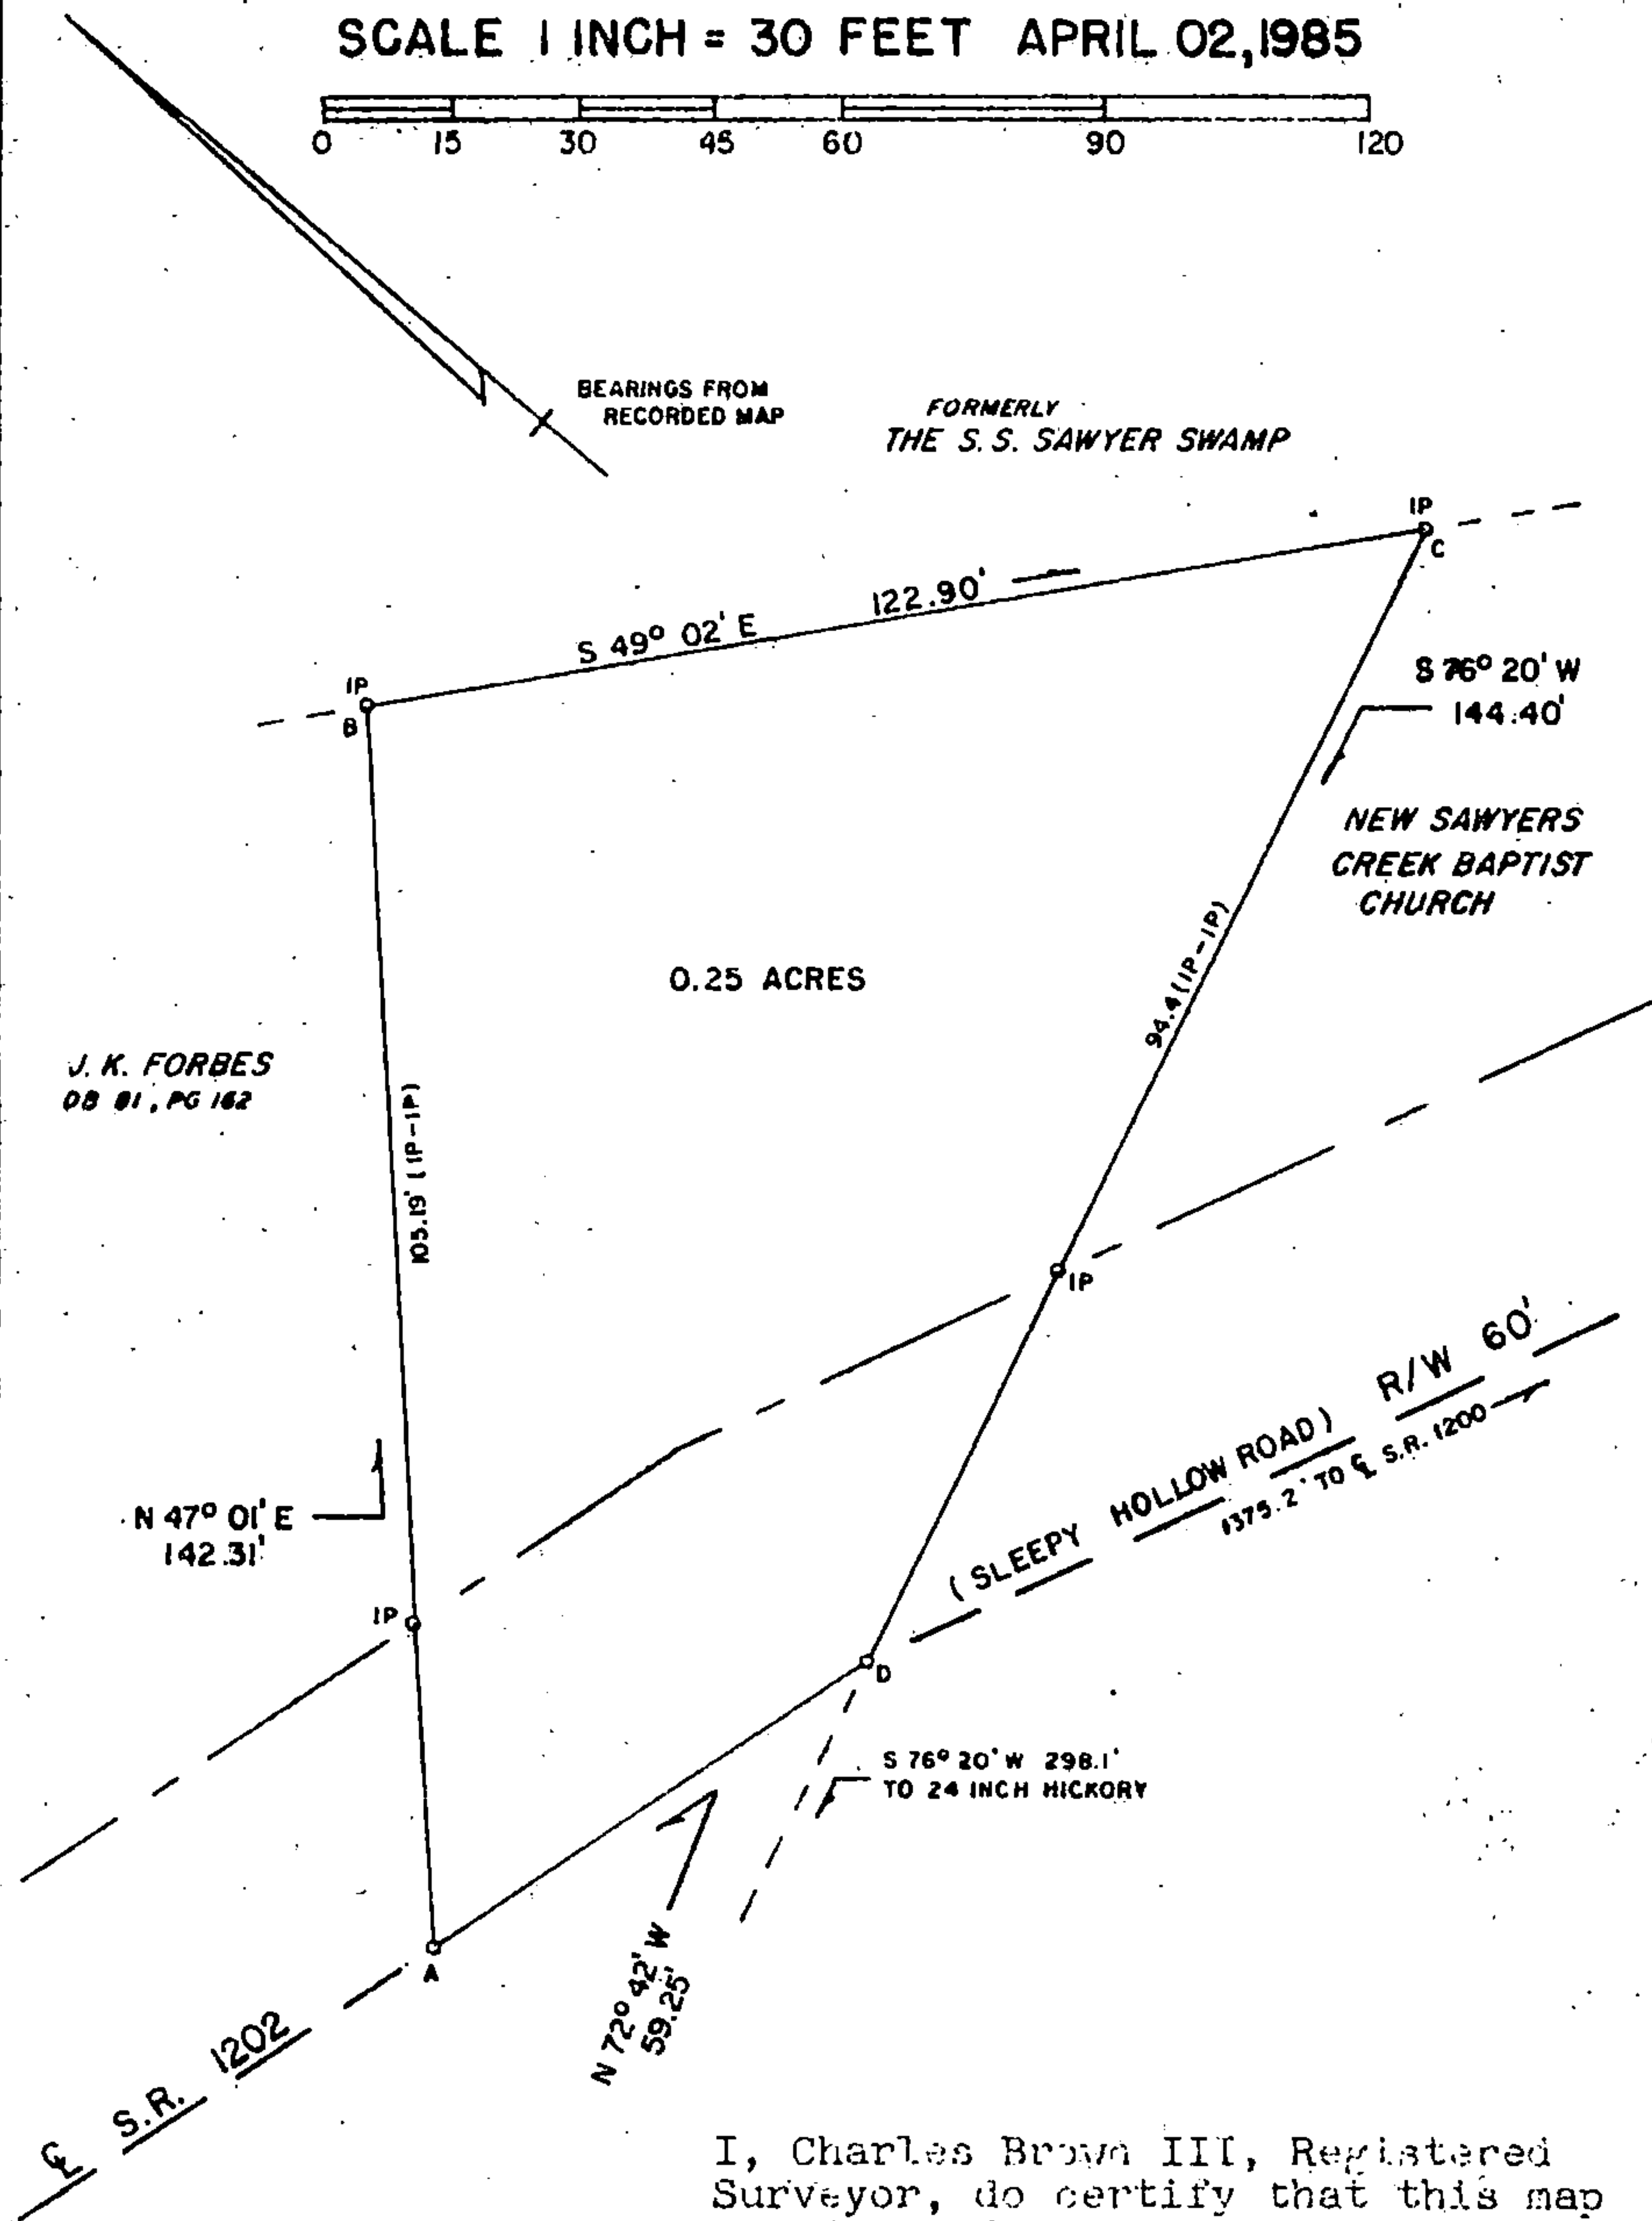 SCALE 1 INCH = 30 FEET APRIL 02, 1985
0 15 30 45 60 90 120
BEARINGS FROM
RECORDED MAP
FORMERLY
THE S. S. SAWYER SWAMP
IP
C
S 49° 02' E 122.90'
IP
B
S 76° 20' W
144.40'
NEW SAWYERS
CREEK BAPTIST
CHURCH
94.4 (IP-IP)
0.25 ACRES
J. K. FORBES
DB 81, PG 162
105.19' (IP-IP)
IP
(SLEEPY HOLLOW ROAD) R/W 60'
1375.2' TO ℄ S.R. 1200
N 47° 01' E
142.31'
IP
D
S 76° 20' W 298.1'
TO 24 INCH HICKORY
A
N 72° 42' W
59.25'
℄ S.R. 1202
I, Charles Brown III, Registered
Surveyor, do certify that this map